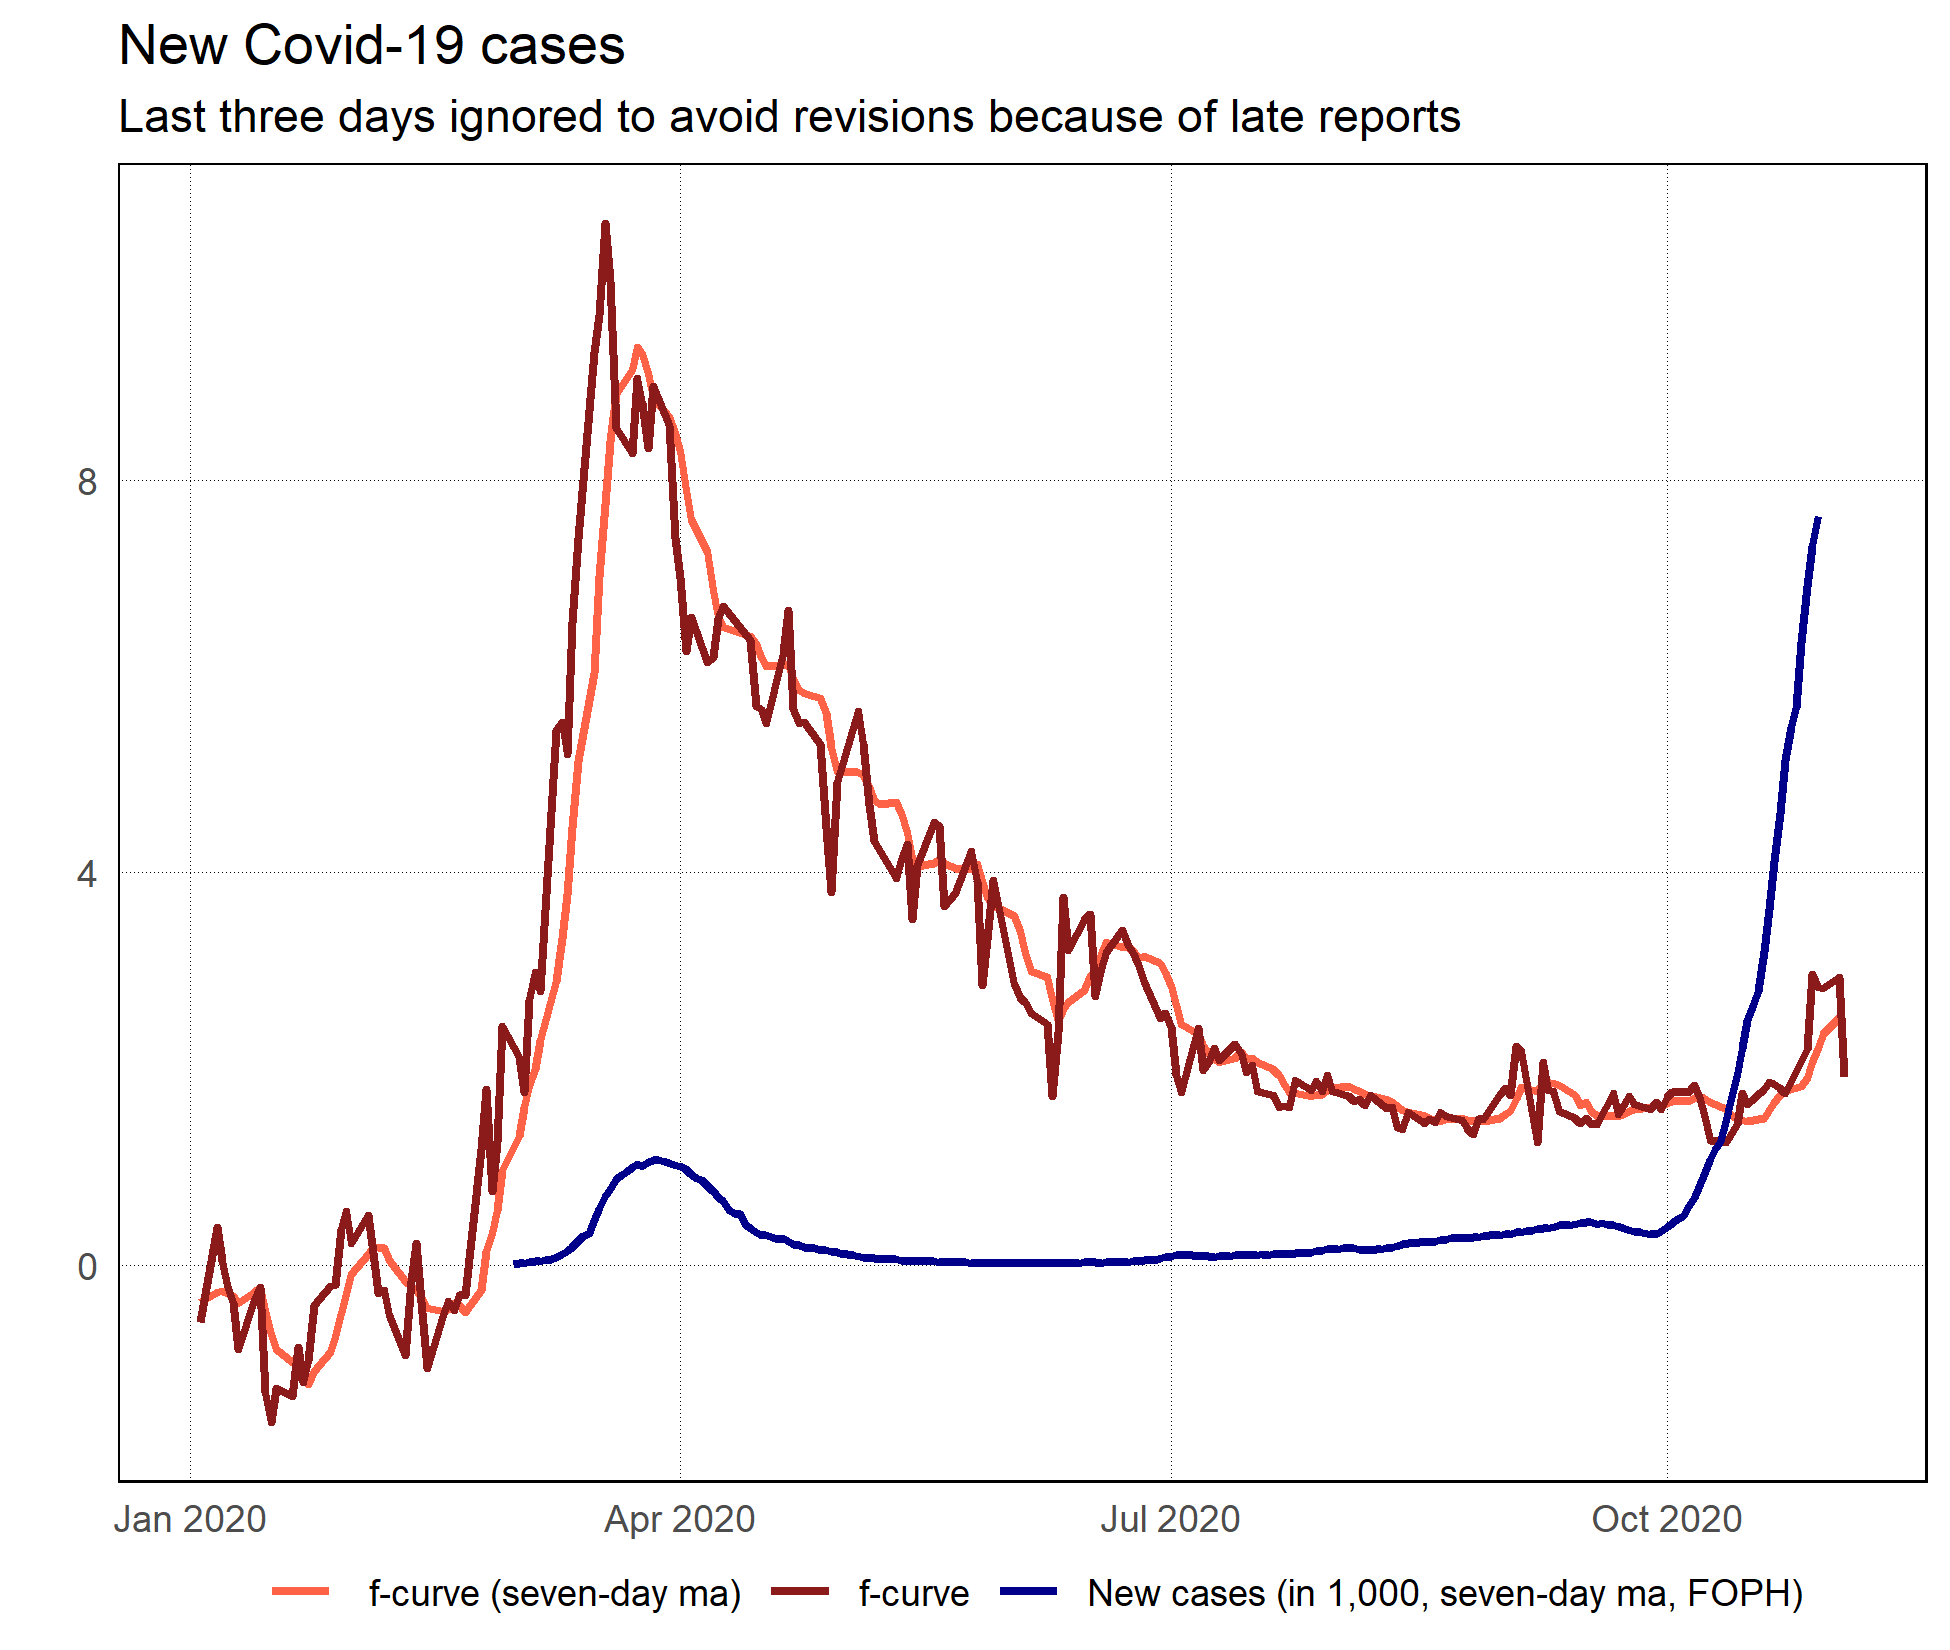 New Covid-19 cases
Last three days ignored to avoid revisions because of late reports
8
4
0
Jan 2020 Apr 2020 Jul 2020 Oct 2020
f-curve (seven-day ma) f-curve New cases (in 1,000, seven-day ma, FOPH)